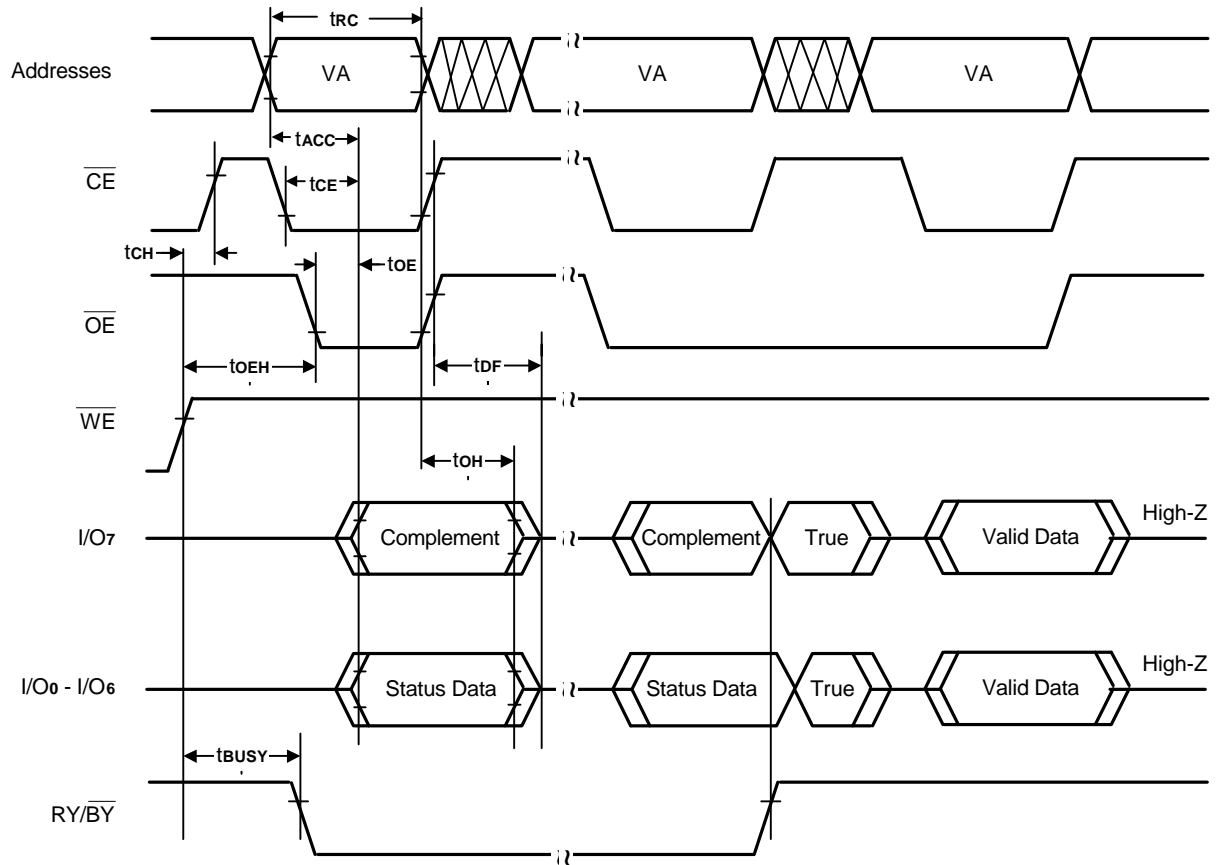 tRC
Addresses VA VA VA
tACC
CE tCE
tCH tOE
OE
tOEH tDF
WE
tOH
I/O7 Complement Complement True Valid Data High-Z
I/O0 - I/O6 Status Data Status Data True Valid Data High-Z
tBUSY
RY/BY